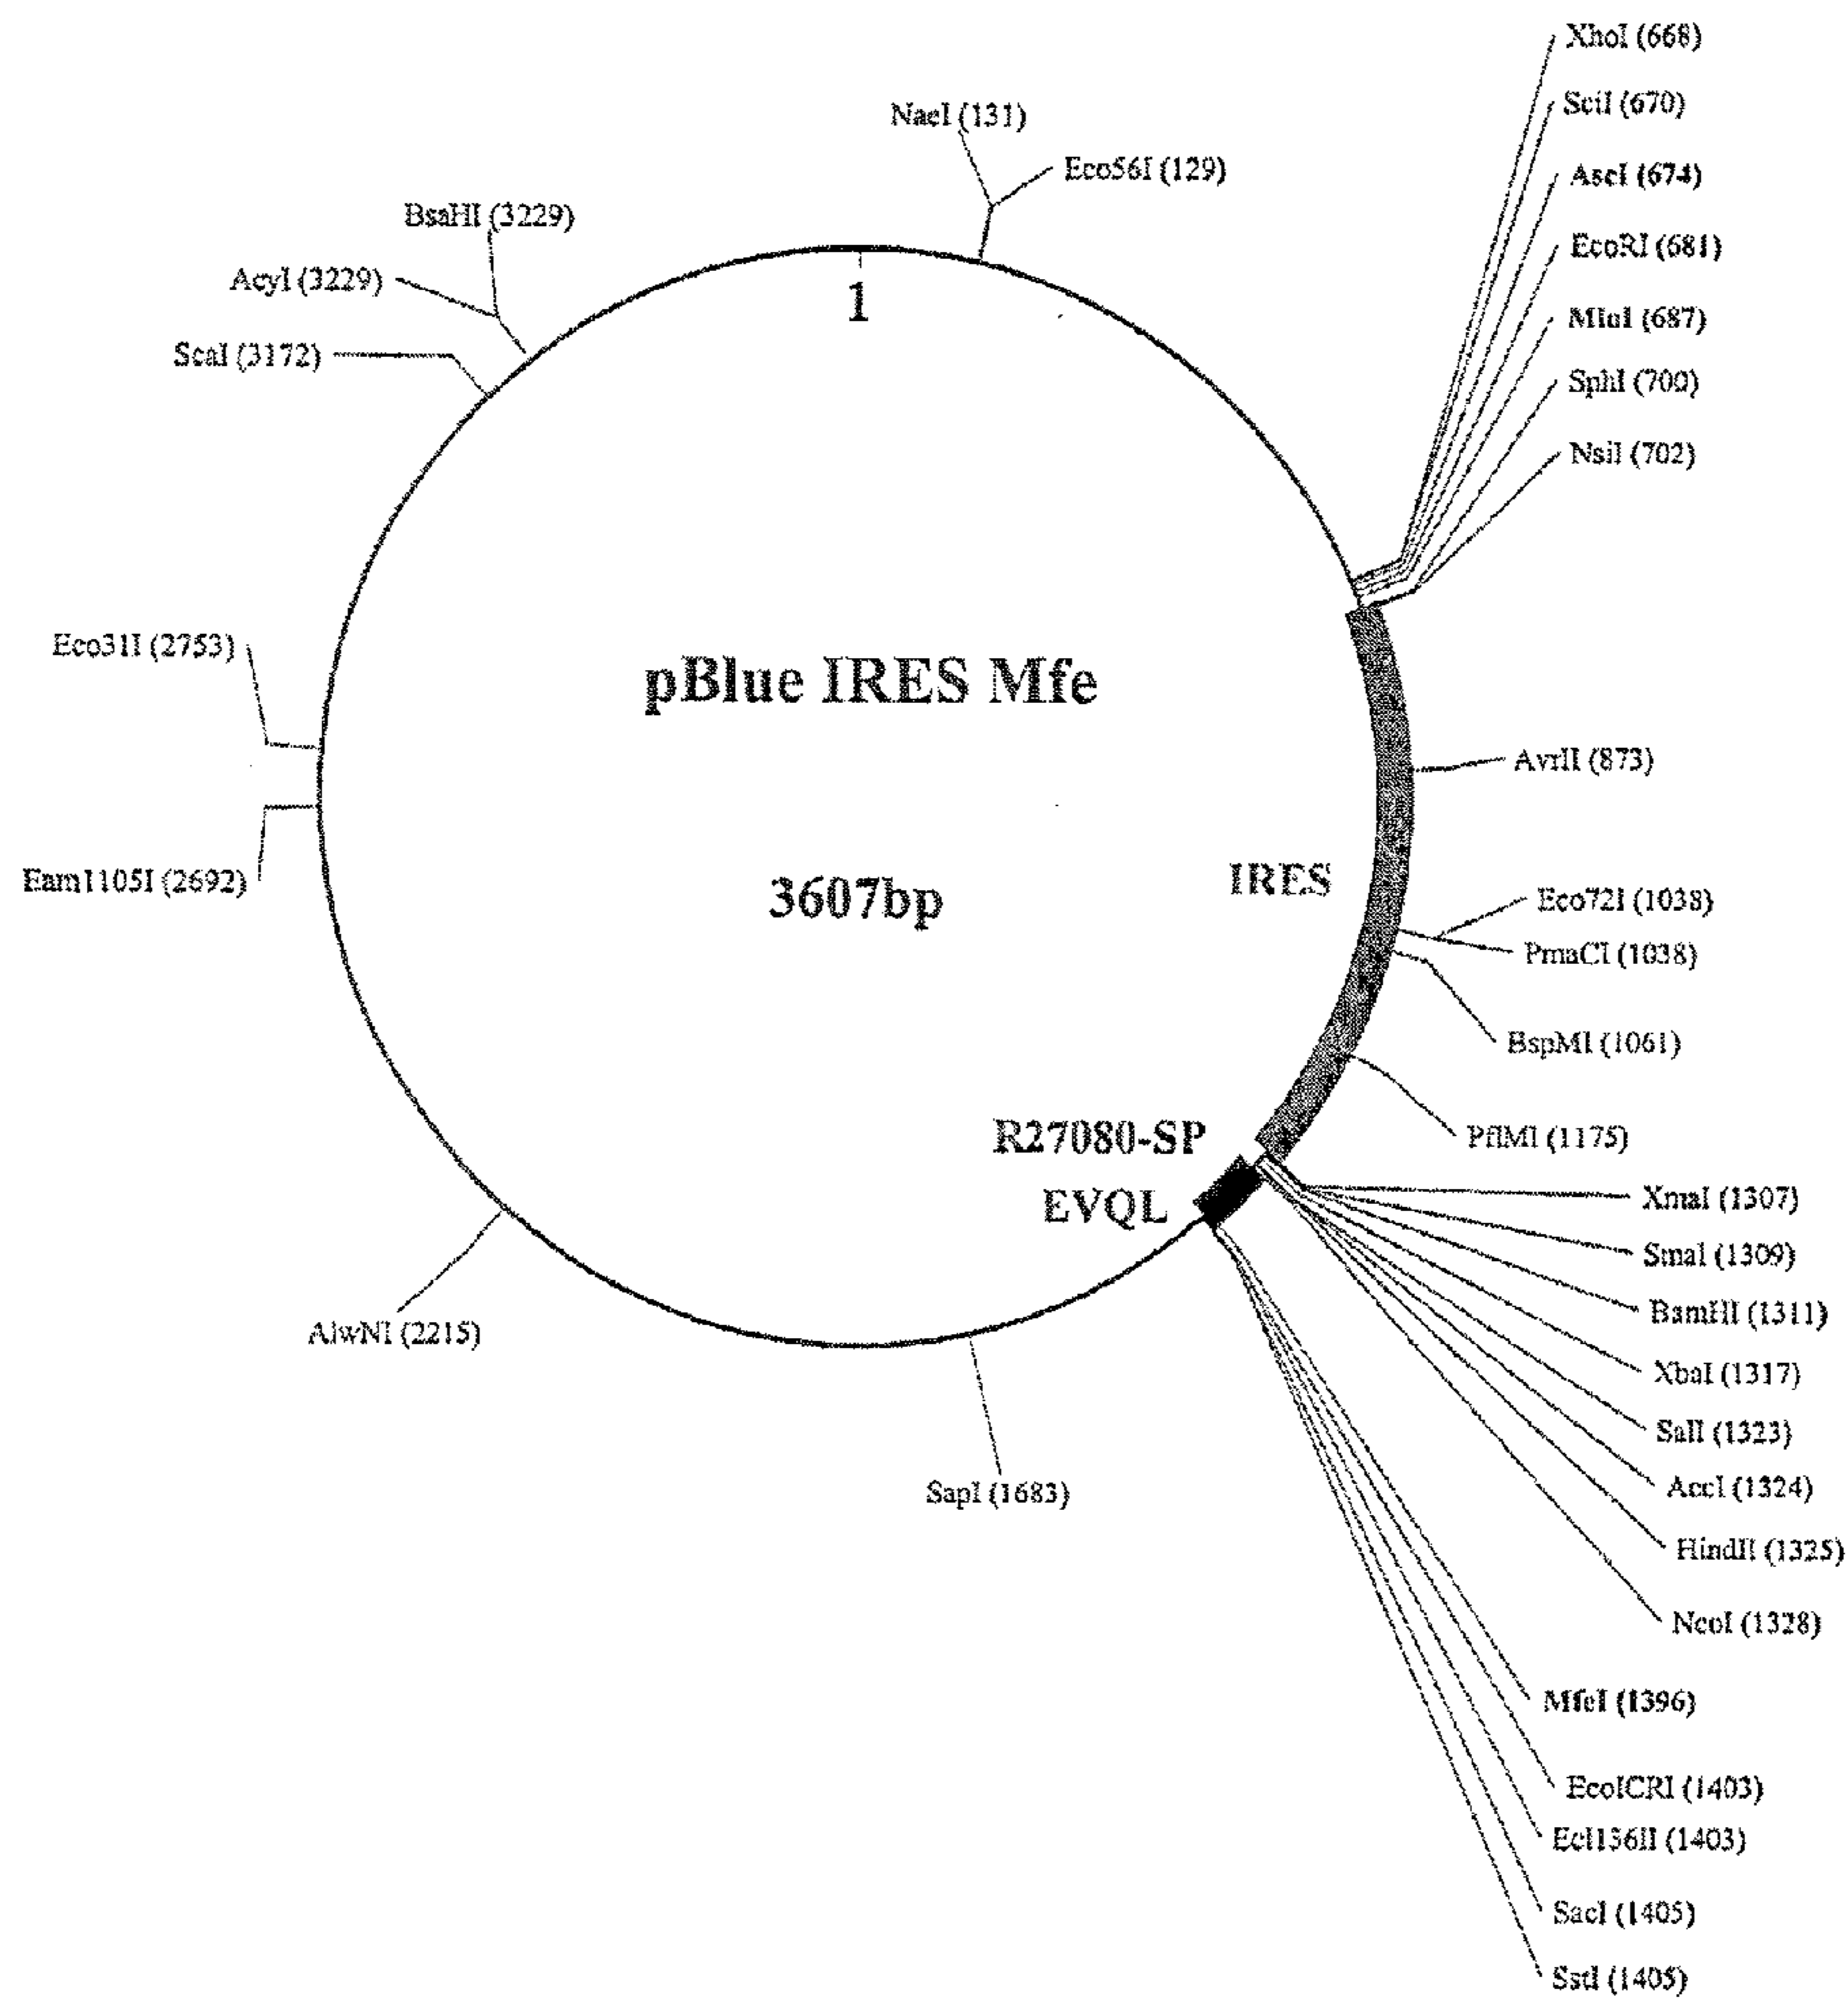 XhoI (668)
SciI (670)
AscI (674)
EcoRI (681)
MluI (687)
SphI (700)
NsiI (702)
NaeI (131)
Eco56I (129)
BsaHI (3229)
AcyI (3229)
ScaI (3172)
1
Eco31I (2753)
pBlue IRES Mfe
AvrII (873)
Eam1105I (2692)
3607bp
IRES
Eco72I (1038)
PmaCI (1038)
BspMI (1061)
R27080-SP
PflMI (1175)
EVQL
XmaI (1307)
SmaI (1309)
BamHI (1311)
AlwNI (2215)
XbaI (1317)
SalI (1323)
AccI (1324)
SapI (1683)
HindII (1325)
NcoI (1328)
MfeI (1396)
EcoICRI (1403)
Ecl136II (1403)
SacI (1405)
SstI (1405)